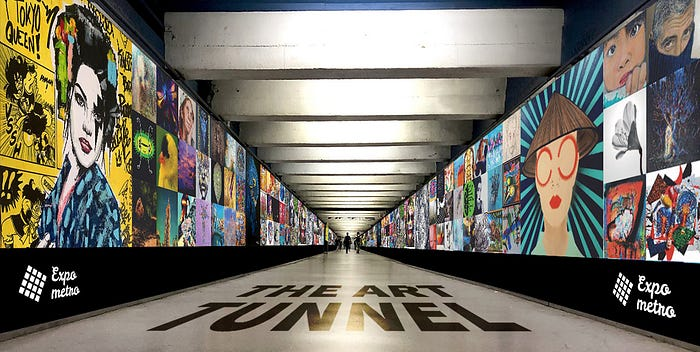 TOKYO
QUEEN
!
!!!
Expo
metro
THE ART
TUNNEL
Expo
metro